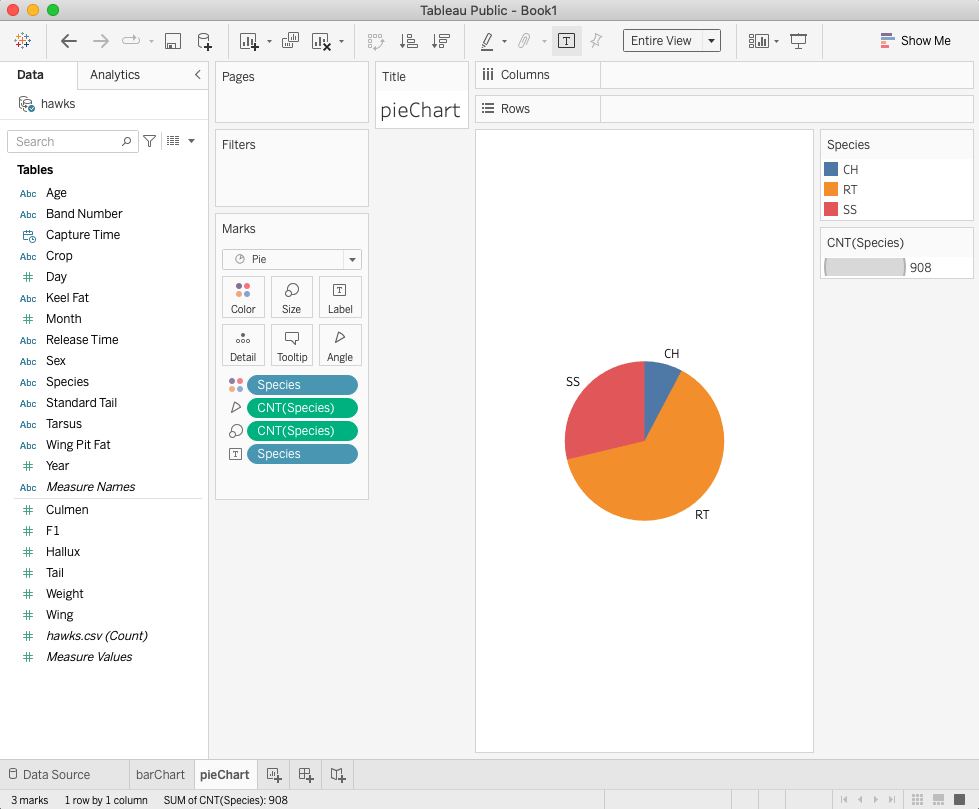 Tableau Public - Book1
Entire View
Show Me
Data
Analytics
hawks
Search
Tables
Abc Age
Abc Band Number
Capture Time
Abc Crop
# Day
Abc Keel Fat
# Month
Abc Release Time
Abc Sex
Abc Species
Abc Standard Tail
Abc Tarsus
Abc Wing Pit Fat
# Year
Abc Measure Names
# Culmen
# F1
# Hallux
# Tail
# Weight
# Wing
# hawks.csv (Count)
# Measure Values
Pages
Filters
Marks
Pie
Color Size Label
Detail Tooltip Angle
Species
CNT(Species)
CNT(Species)
Species
Title
pieChart
Columns
Rows
CH
SS
RT
Species
CH
RT
SS
CNT(Species)
908
Data Source barChart pieChart
3 marks 1 row by 1 column SUM of CNT(Species): 908